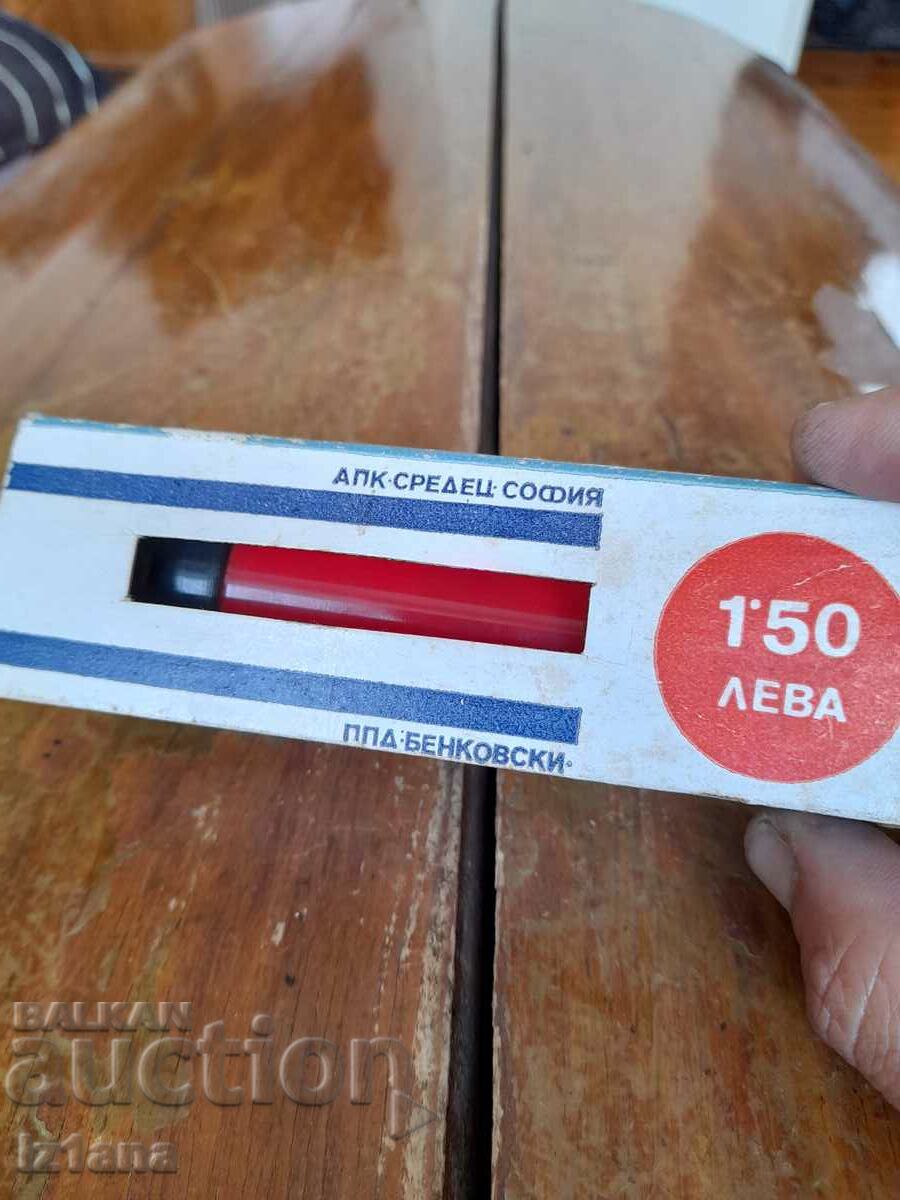 АПК·СРЕДЕЦ·СОФИЯ
1·50
ЛЕВА
ППД·БЕНКОВСКИ·
BALKAN
auction
iz1ana